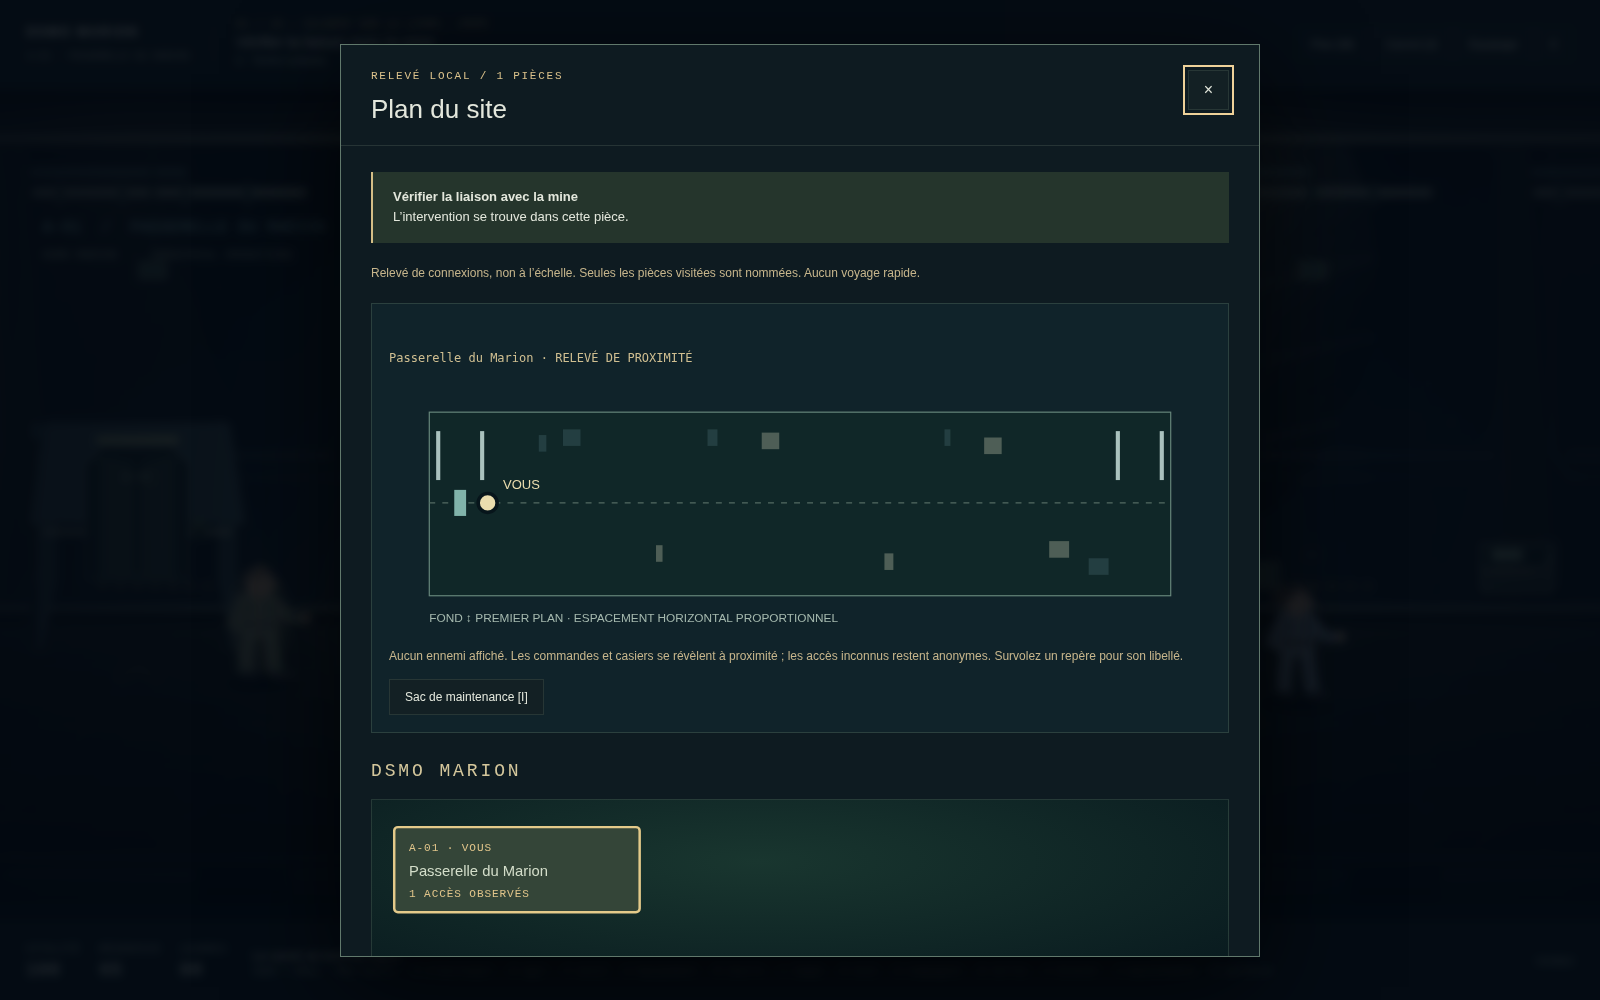 RELEVÉ LOCAL / 1 PIÈCES
Plan du site
×
Vérifier la liaison avec la mine
L'intervention se trouve dans cette pièce.
Relevé de connexions, non à l'échelle. Seules les pièces visitées sont nommées. Aucun voyage rapide.
Passerelle du Marion · RELEVÉ DE PROXIMITÉ
VOUS
FOND ↕ PREMIER PLAN · ESPACEMENT HORIZONTAL PROPORTIONNEL
Aucun ennemi affiché. Les commandes et casiers se révèlent à proximité ; les accès inconnus restent anonymes. Survolez un repère pour son libellé.
Sac de maintenance [I]
DSMO MARION
A-01 · VOUS
Passerelle du Marion
1 ACCÈS OBSERVÉS